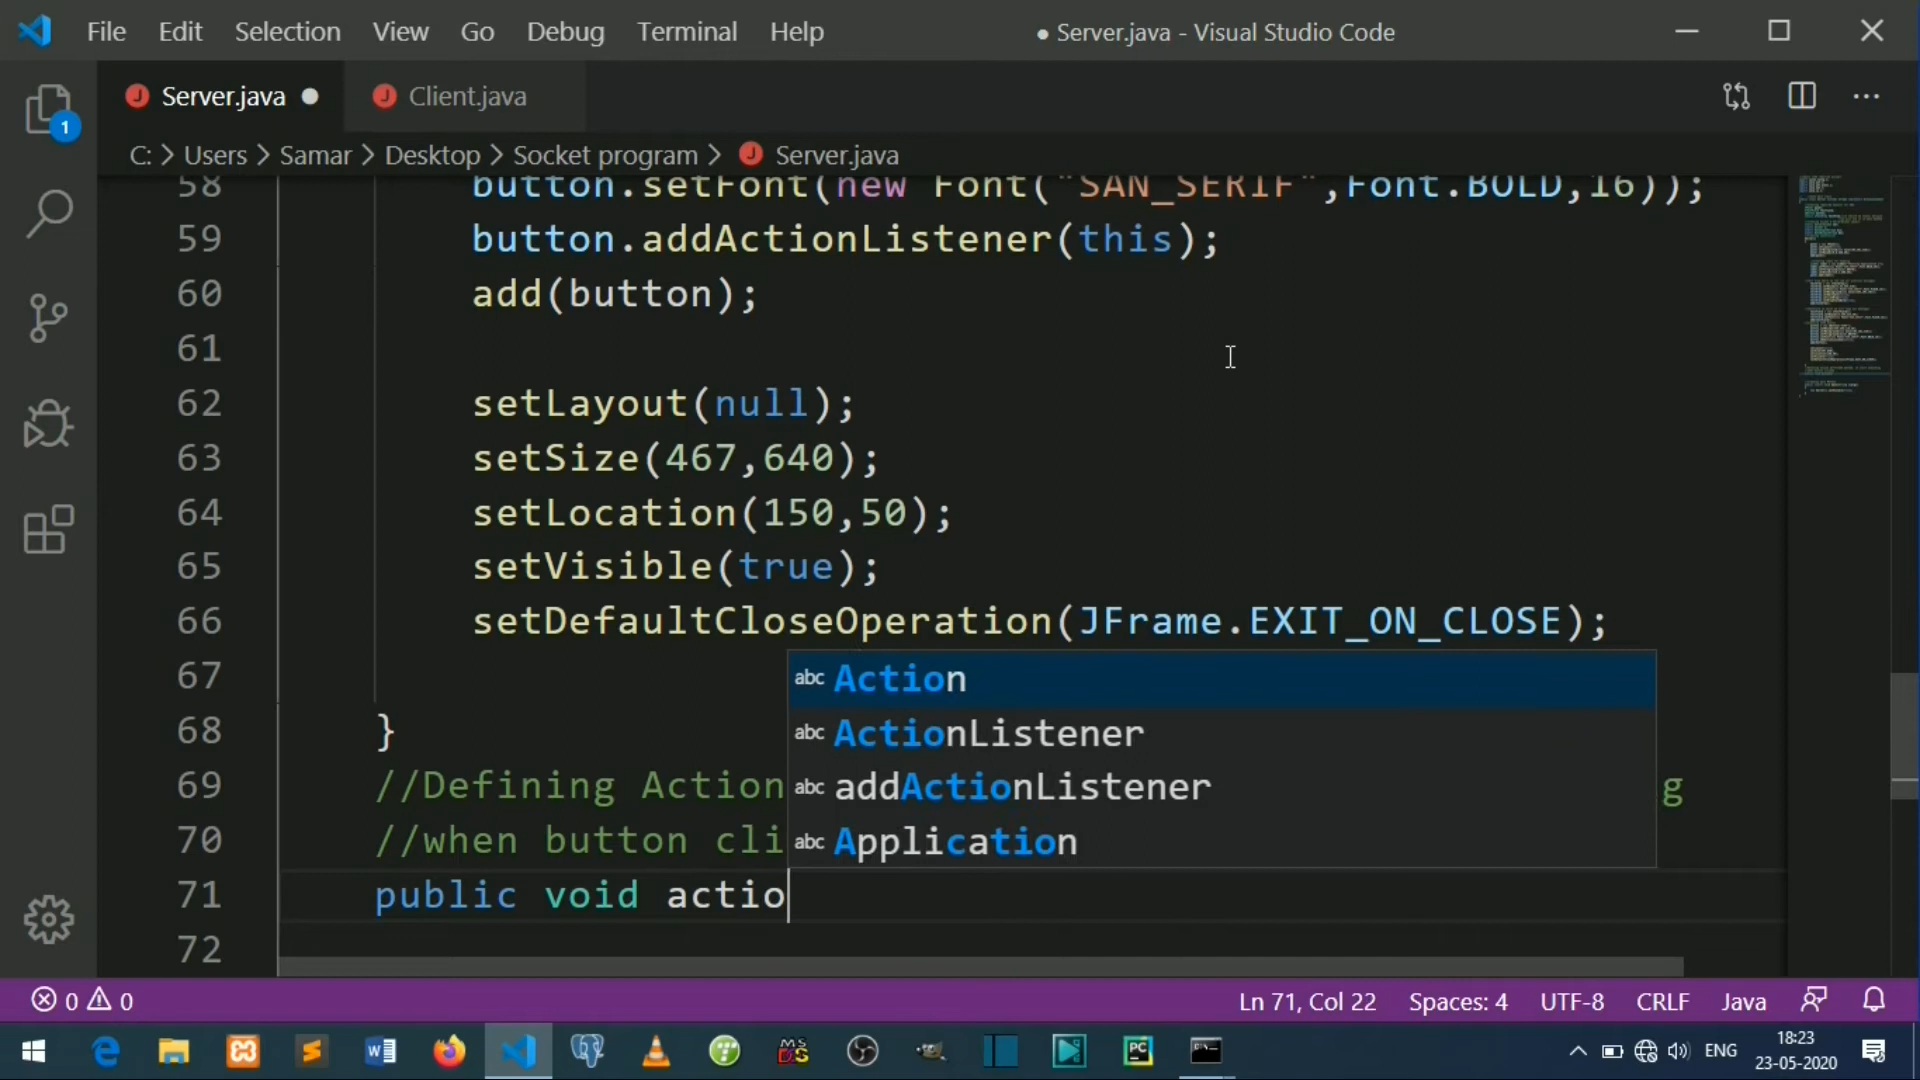 File Edit Selection View Go Debug Terminal Help ● Server.java - Visual Studio Code
J Server.java ● J Client.java
C: > Users > Samar > Desktop > Socket program > J Server.java
1
58 button.setFont(new Font("SAN_SERIF",Font.BOLD,16));
59 button.addActionListener(this);
60 add(button);
61
62 setLayout(null);
63 setSize(467,640);
64 setLocation(150,50);
65 setVisible(true);
66 setDefaultCloseOperation(JFrame.EXIT_ON_CLOSE);
67
abc Action
abc ActionListener
68 }
69 //Defining Action g
abc addActionListener
70 //when button cli
abc Application
71 public void actio
72
0 0 Ln 71, Col 22 Spaces: 4 UTF-8 CRLF Java
ENG 18:23
23-05-2020